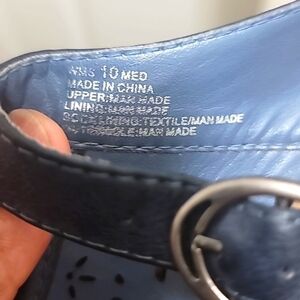 WMS 10 MED
MADE IN CHINA
UPPER:MAN MADE
LINING:MAN MADE
SOCK LINING:TEXTILE/MAN MADE
OUTSOLE:MAN MADE